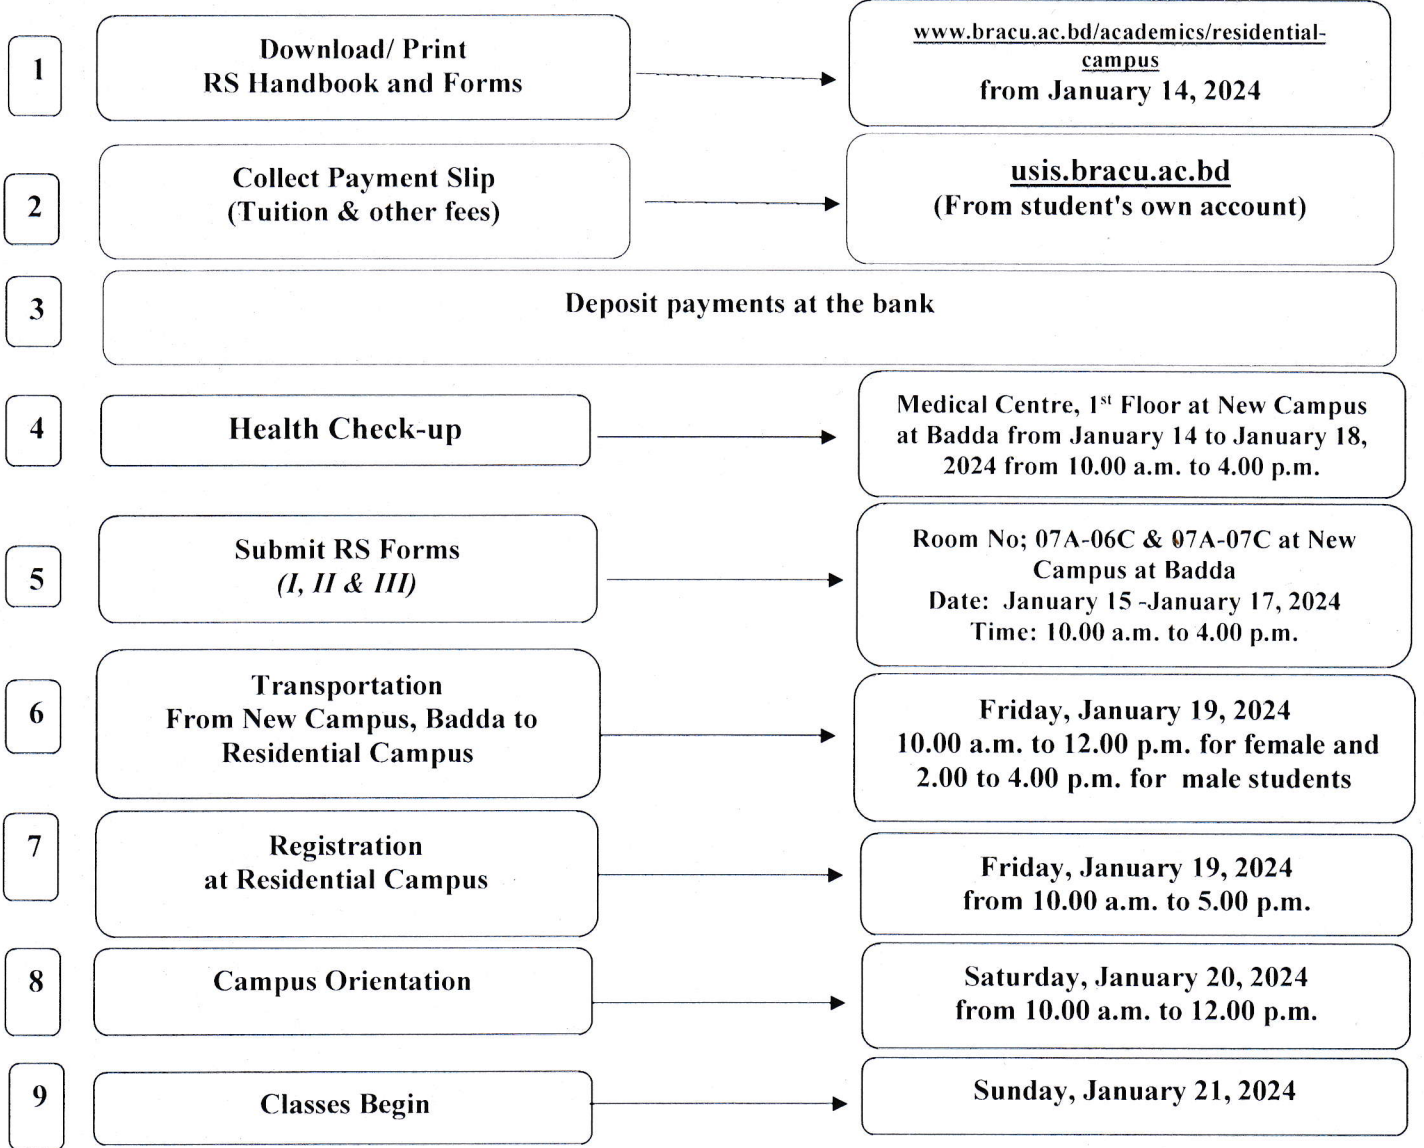 1
Download/ Print
RS Handbook and Forms
www.bracu.ac.bd/academics/residential-
campus
from January 14, 2024
2
Collect Payment Slip
(Tuition & other fees)
usis.bracu.ac.bd
(From student's own account)
3
Deposit payments at the bank
4
Health Check-up
Medical Centre, 1st Floor at New Campus
at Badda from January 14 to January 18,
2024 from 10.00 a.m. to 4.00 p.m.
5
Submit RS Forms
(I, II & III)
Room No; 07A-06C & 07A-07C at New
Campus at Badda
Date: January 15 -January 17, 2024
Time: 10.00 a.m. to 4.00 p.m.
6
Transportation
From New Campus, Badda to
Residential Campus
Friday, January 19, 2024
10.00 a.m. to 12.00 p.m. for female and
2.00 to 4.00 p.m. for male students
7
Registration
at Residential Campus
Friday, January 19, 2024
from 10.00 a.m. to 5.00 p.m.
8
Campus Orientation
Saturday, January 20, 2024
from 10.00 a.m. to 12.00 p.m.
9
Classes Begin
Sunday, January 21, 2024